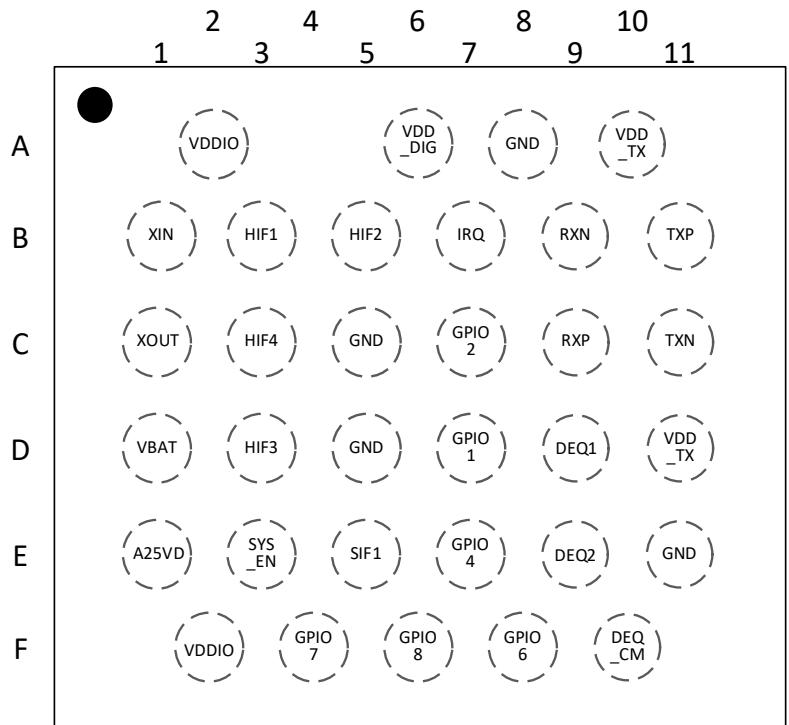 2 4 6 8 10
1 3 5 7 9 11
A VDDIO VDD _DIG GND VDD _TX
B XIN HIF1 HIF2 IRQ RXN TXP
C XOUT HIF4 GND GPIO 2 RXP TXN
D VBAT HIF3 GND GPIO 1 DEQ1 VDD _TX
E A25VD SYS _EN SIF1 GPIO 4 DEQ2 GND
F VDDIO GPIO 7 GPIO 8 GPIO 6 DEQ _CM